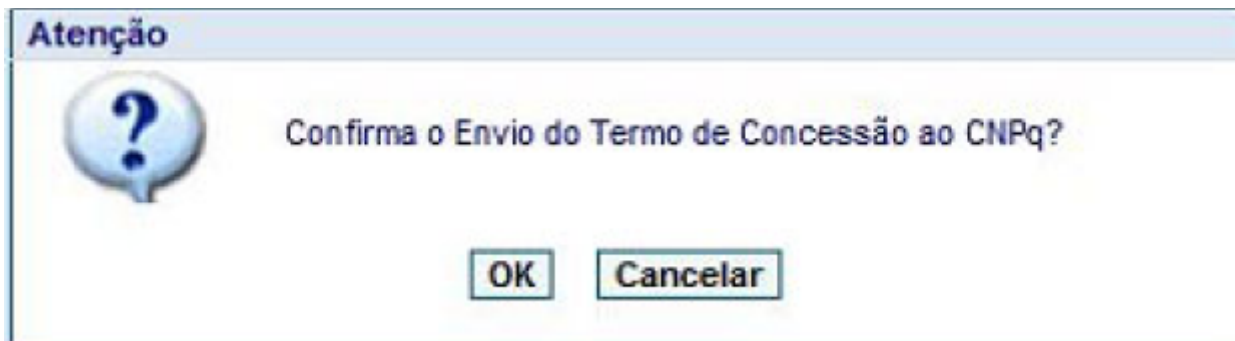 Atenção
Confirma o Envio do Termo de Concessão ao CNPq?
OK Cancelar